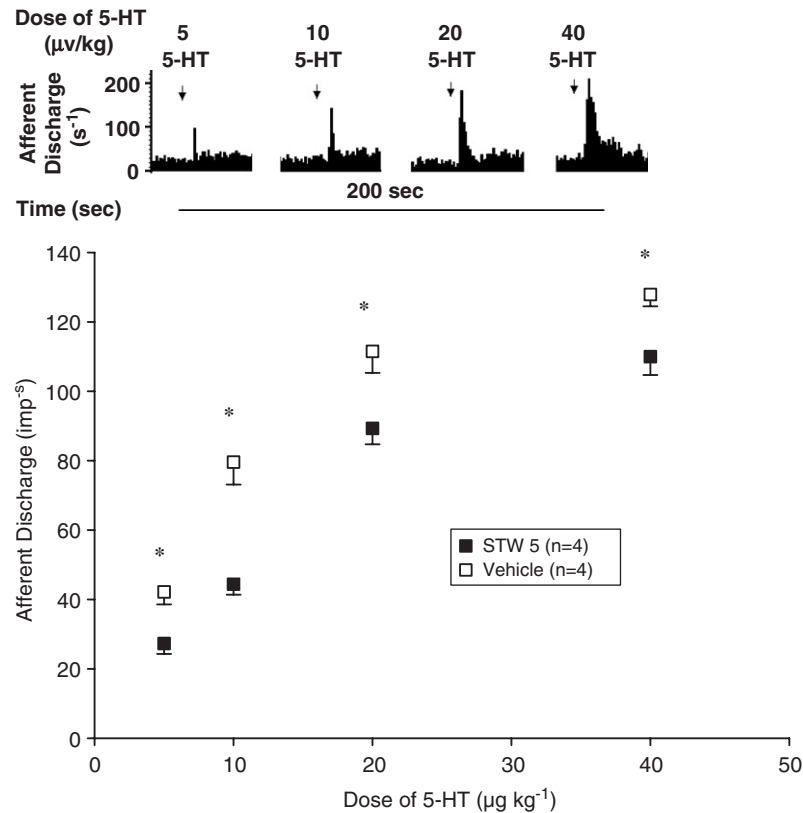 Dose of 5-HT 5 10 20 40
(μv/kg) 5-HT 5-HT 5-HT 5-HT
Afferent
Discharge
(s-1)
200
100
0
200 sec
Time (sec)
140
120
100
80
60
40
20
0
Afferent Discharge (imp-s)
*
*
*
*
STW 5 (n=4)
Vehicle (n=4)
0 10 20 30 40 50
Dose of 5-HT (μg kg-1)